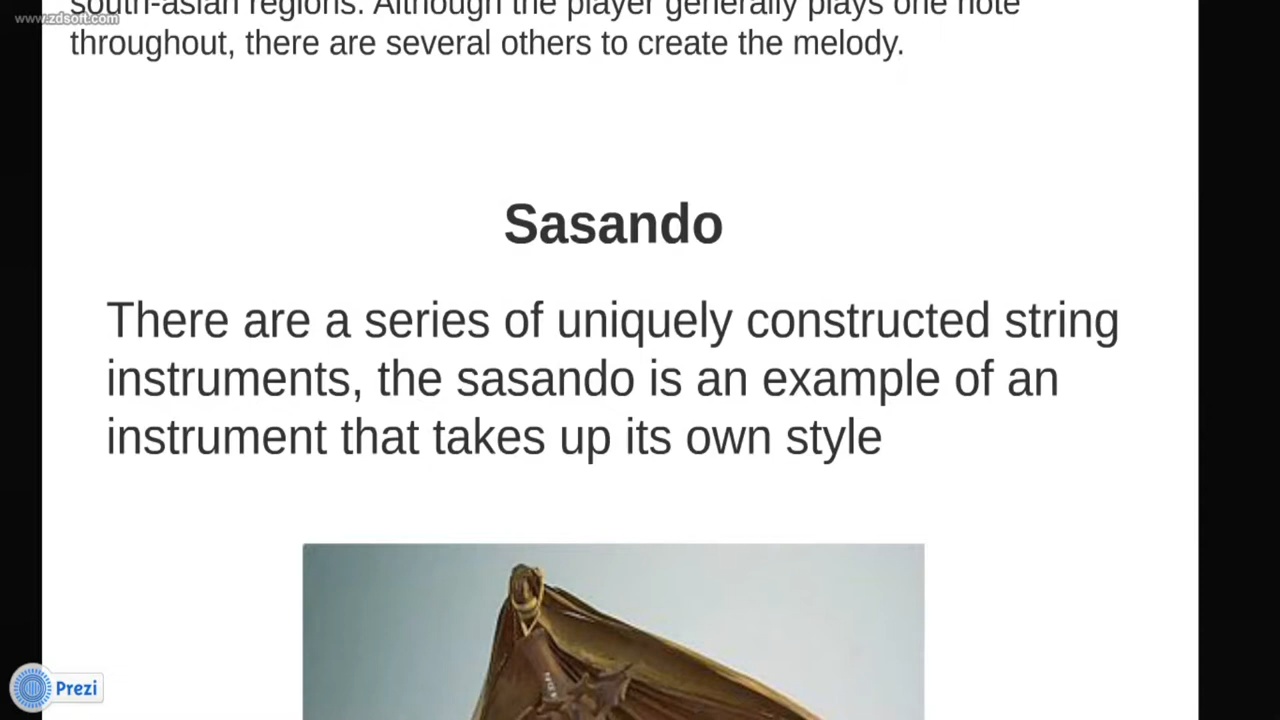 www.zdsoft.com
south-asian regions. Although the player generally plays one note
throughout, there are several others to create the melody.
Sasando
There are a series of uniquely constructed string
instruments, the sasando is an example of an
instrument that takes up its own style
Prezi